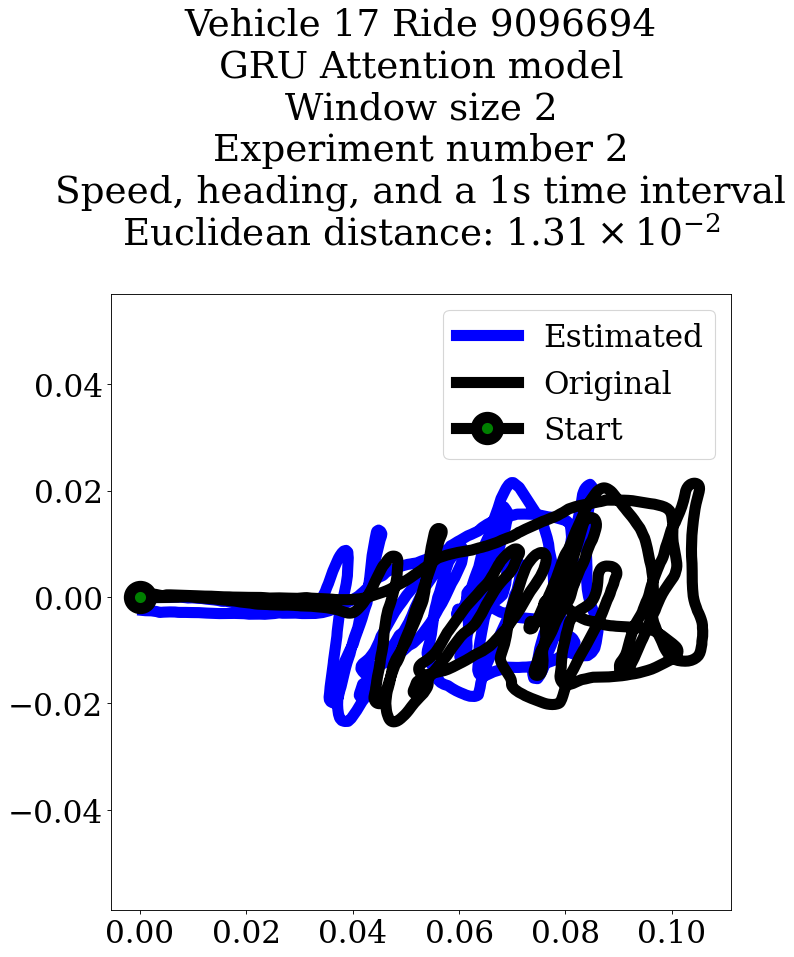 Vehicle 17 Ride 9096694
GRU Attention model
Window size 2
Experiment number 2
Speed, heading, and a 1s time interval
Euclidean distance: 1.31 × 10⁻²
Estimated
Original
Start
0.04
0.02
0.00
−0.02
−0.04
0.00 0.02 0.04 0.06 0.08 0.10